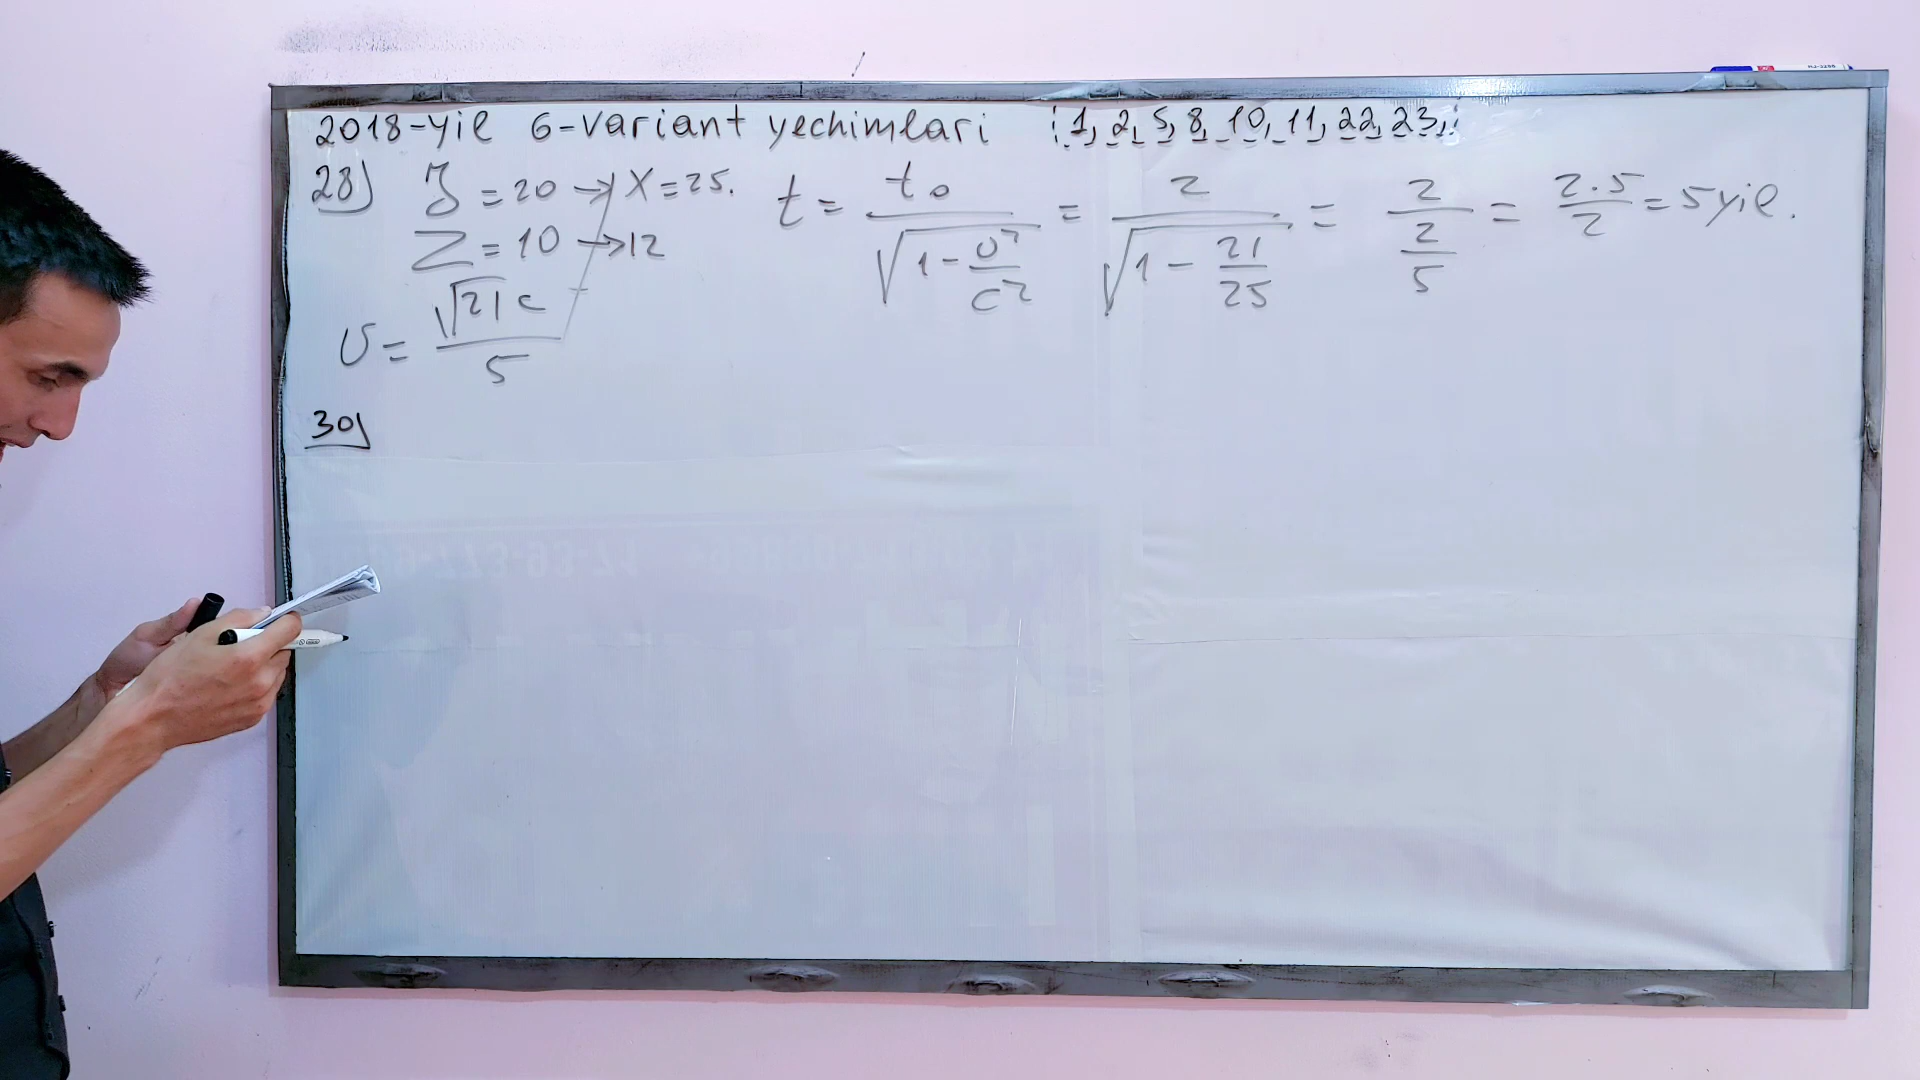 2018-yil 6-variant yechimlari : 1, 2, 5, 8, 10, 11, 22, 23, :
28) Z = 20 → X = 25. t = t₀ / √(1 - υ²/c²) = 2 / √(1 - 21/25) = 2 / (2/5) = 2·5 / 2 = 5 yil.
Z = 10 → 12
υ = √21 c / 5
30)